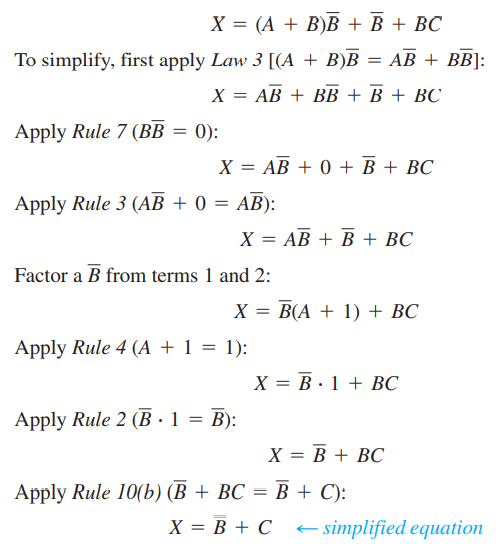 X = (A + B)B̅ + B̅ + BC
To simplify, first apply Law 3 [(A + B)B̅ = AB̅ + BB̅]:
X = AB̅ + BB̅ + B̅ + BC
Apply Rule 7 (BB̅ = 0):
X = AB̅ + 0 + B̅ + BC
Apply Rule 3 (AB̅ + 0 = AB̅):
X = AB̅ + B̅ + BC
Factor a B̅ from terms 1 and 2:
X = B̅(A + 1) + BC
Apply Rule 4 (A + 1 = 1):
X = B̅ · 1 + BC
Apply Rule 2 (B̅ · 1 = B̅):
X = B̅ + BC
Apply Rule 10(b) (B̅ + BC = B̅ + C):
X = B̅ + C ← simplified equation